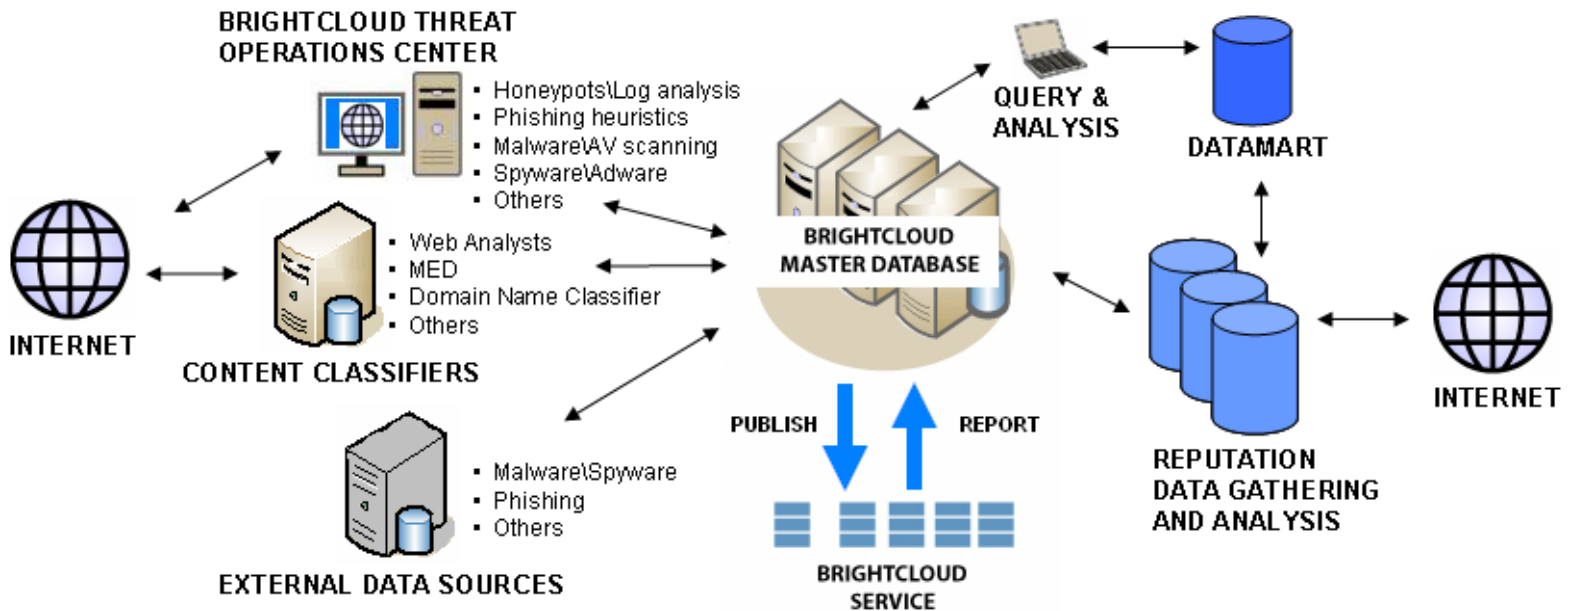 BRIGHTCLOUD THREAT
OPERATIONS CENTER
▪ Honeypots\Log analysis
▪ Phishing heuristics
▪ Malware\AV scanning
▪ Spyware\Adware
▪ Others
INTERNET
▪ Web Analysts
▪ MED
▪ Domain Name Classifier
▪ Others
CONTENT CLASSIFIERS
▪ Malware\Spyware
▪ Phishing
▪ Others
EXTERNAL DATA SOURCES
BRIGHTCLOUD
MASTER DATABASE
PUBLISH
REPORT
BRIGHTCLOUD
SERVICE
QUERY &
ANALYSIS
DATAMART
REPUTATION
DATA GATHERING
AND ANALYSIS
INTERNET